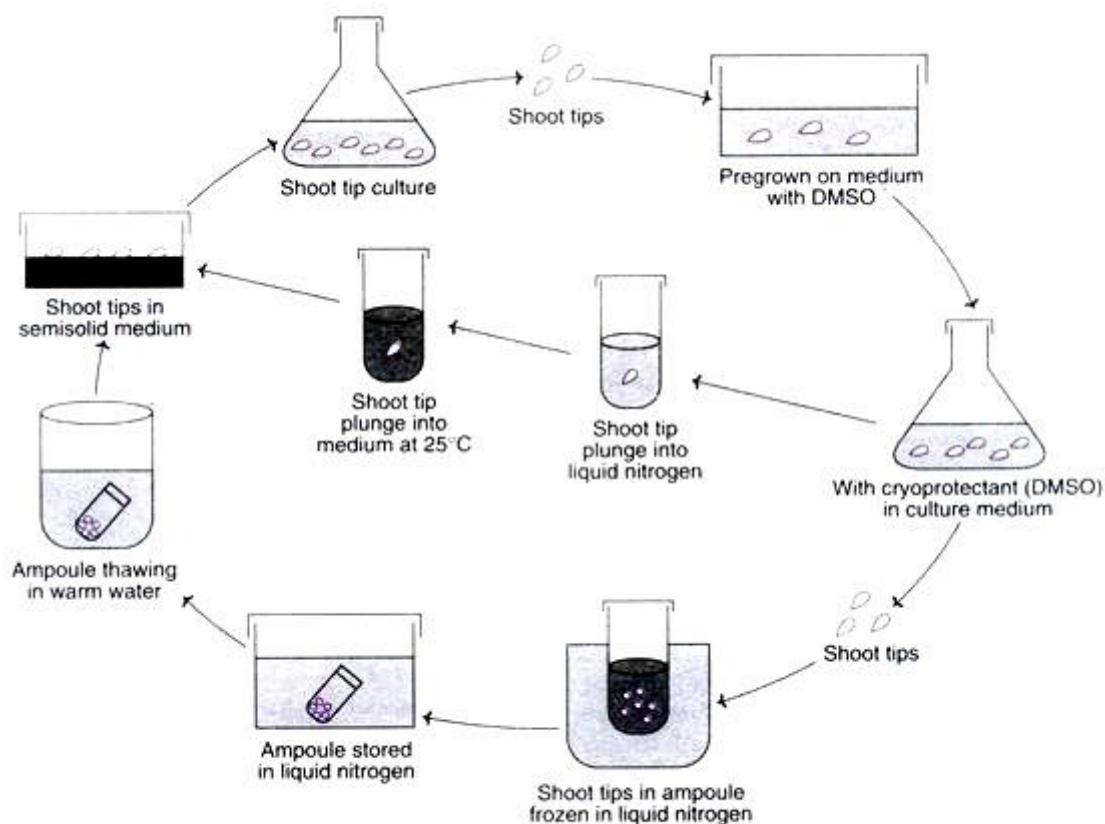 Shoot tips
Shoot tip culture
Pregrown on medium
with DMSO
Shoot tips in
semisolid medium
Shoot tip
plunge into
medium at 25°C
Shoot tip
plunge into
liquid nitrogen
With cryoprotectant (DMSO)
in culture medium
Ampoule thawing
in warm water
Shoot tips
Ampoule stored
in liquid nitrogen
Shoot tips in ampoule
frozen in liquid nitrogen